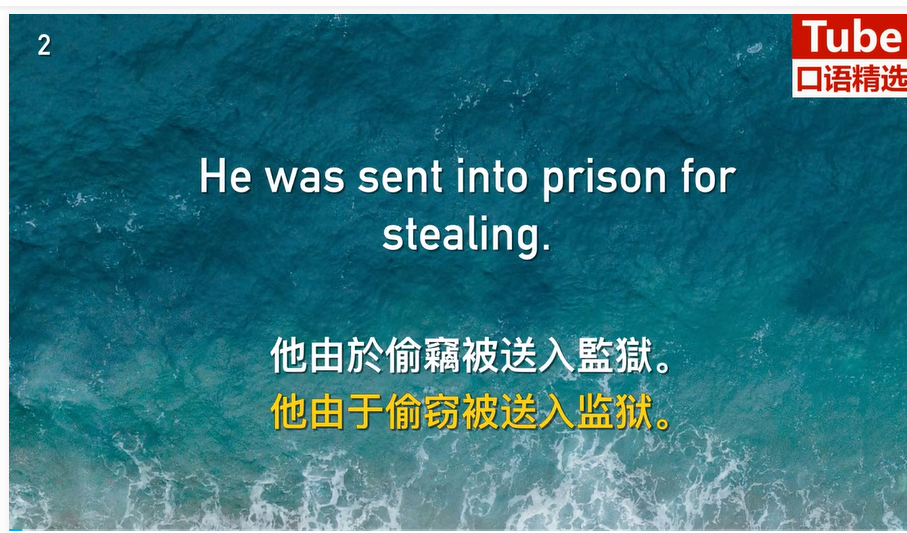 2
Tube
口语精选
He was sent into prison for
stealing.
他由於偷竊被送入監獄。
他由于偷窃被送入监狱。